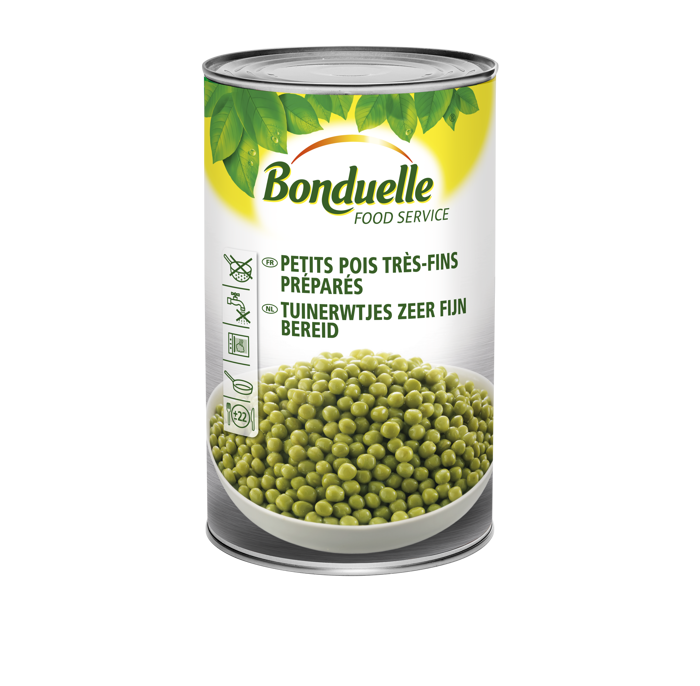 Bonduelle
FOOD SERVICE
FR PETITS POIS TRÈS-FINS
PRÉPARÉS
NL TUINERWTJES ZEER FIJN
BEREID
±22